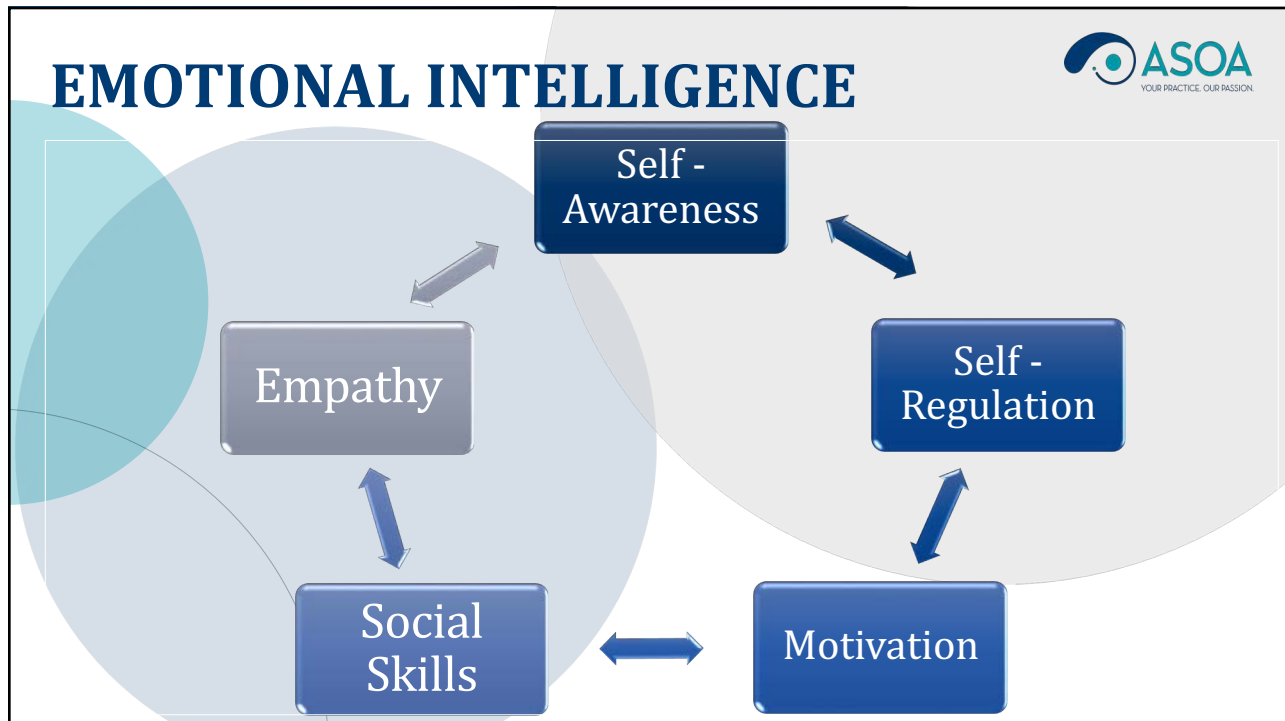 EMOTIONAL INTELLIGENCE
ASOA
YOUR PRACTICE. OUR PASSION.
Self -
Awareness
Empathy
Self -
Regulation
Social
Skills
Motivation